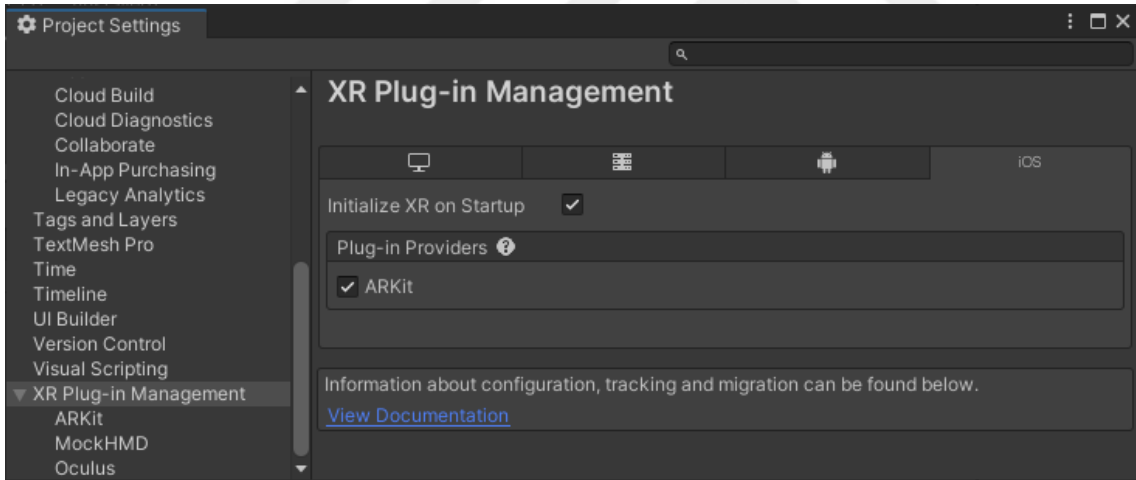 Project Settings
Cloud Build
Cloud Diagnostics
Collaborate
In-App Purchasing
Legacy Analytics
Tags and Layers
TextMesh Pro
Time
Timeline
UI Builder
Version Control
Visual Scripting
XR Plug-in Management
ARKit
MockHMD
Oculus
XR Plug-in Management
iOS
Initialize XR on Startup
Plug-in Providers
ARKit
Information about configuration, tracking and migration can be found below.
View Documentation